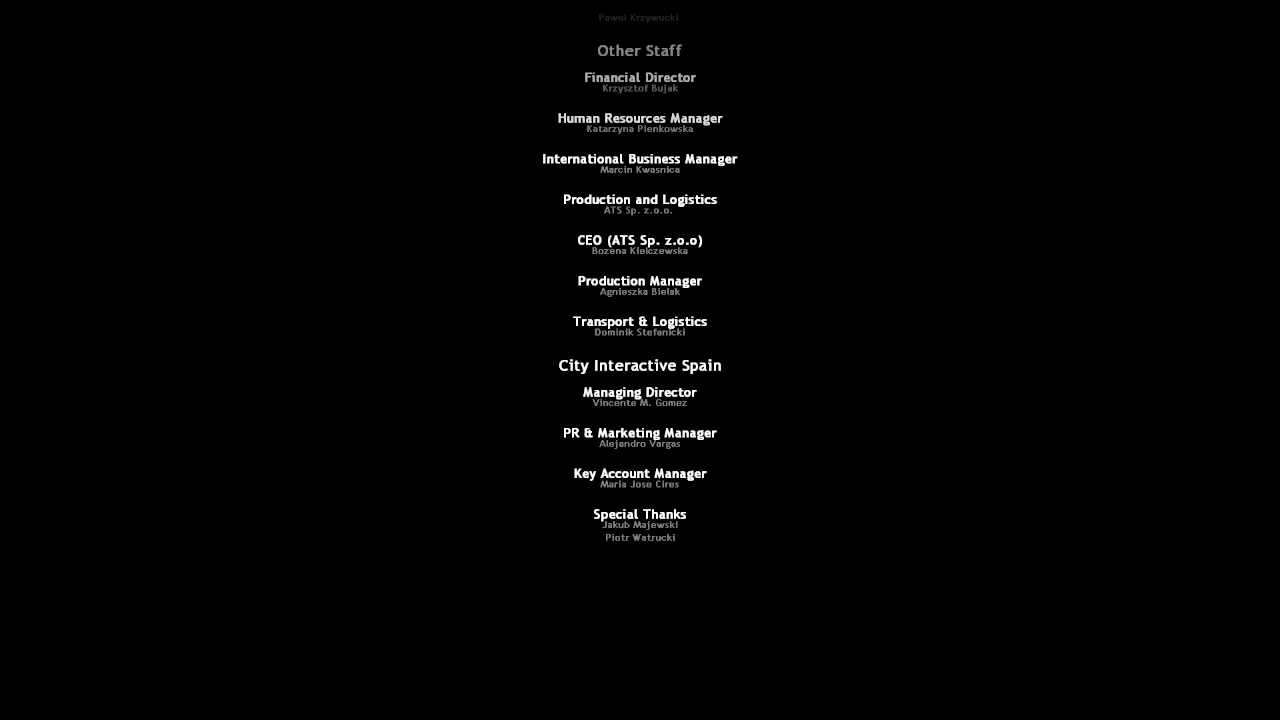 Pawel Krzywucki
Other Staff
Financial Director
Krzysztof Bujak
Human Resources Manager
Katarzyna Pienkowska
International Business Manager
Marcin Kwasnica
Production and Logistics
ATS Sp. z.o.o.
CEO (ATS Sp. z.o.o)
Bozena Kielczewska
Production Manager
Agnieszka Bielak
Transport & Logistics
Dominik Stefanicki
City Interactive Spain
Managing Director
Vincente M. Gomez
PR & Marketing Manager
Alejandro Vargas
Key Account Manager
Maria Jose Cires
Special Thanks
Jakub Majewski
Piotr Watrucki